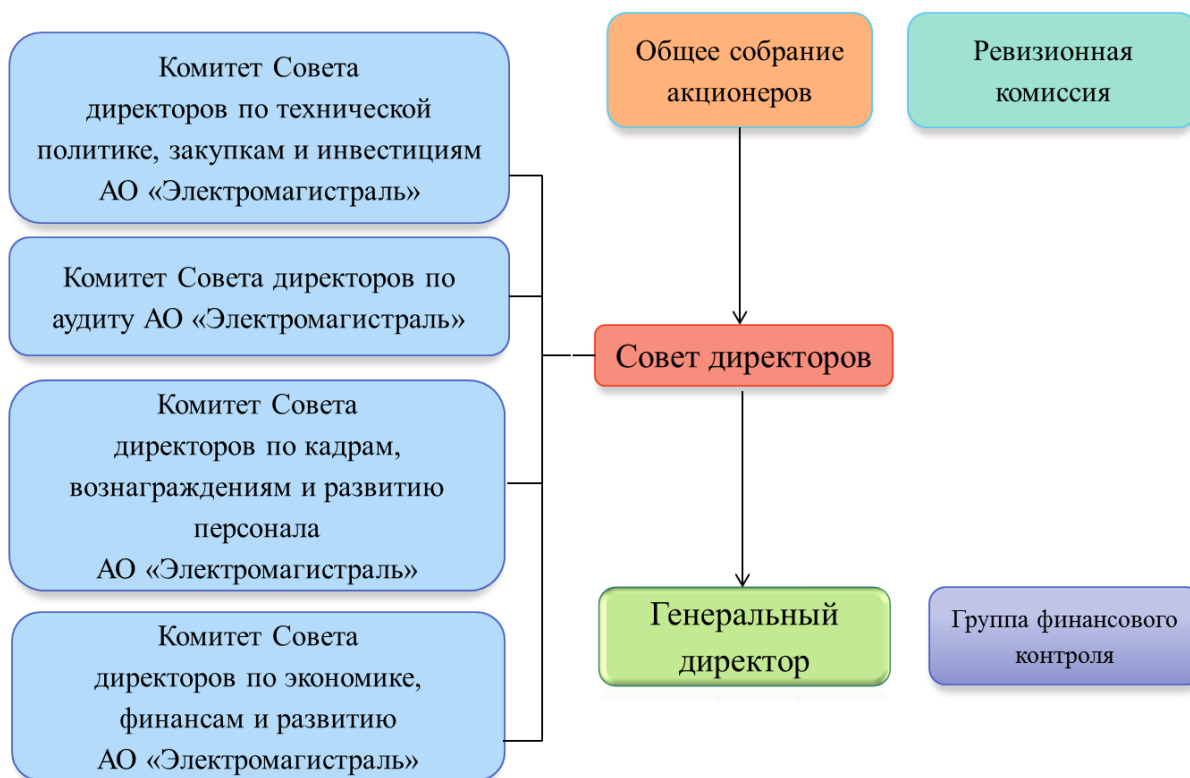 Комитет Совета
директоров по технической
политике, закупкам и инвестициям
АО «Электромагистраль»
Комитет Совета директоров по
аудиту АО «Электромагистраль»
Комитет Совета
директоров по кадрам,
вознаграждениям и развитию
персонала
АО «Электромагистраль»
Комитет Совета
директоров по экономике,
финансам и развитию
АО «Электромагистраль»
Общее собрание
акционеров
Ревизионная
комиссия
Совет директоров
Генеральный
директор
Группа финансового
контроля